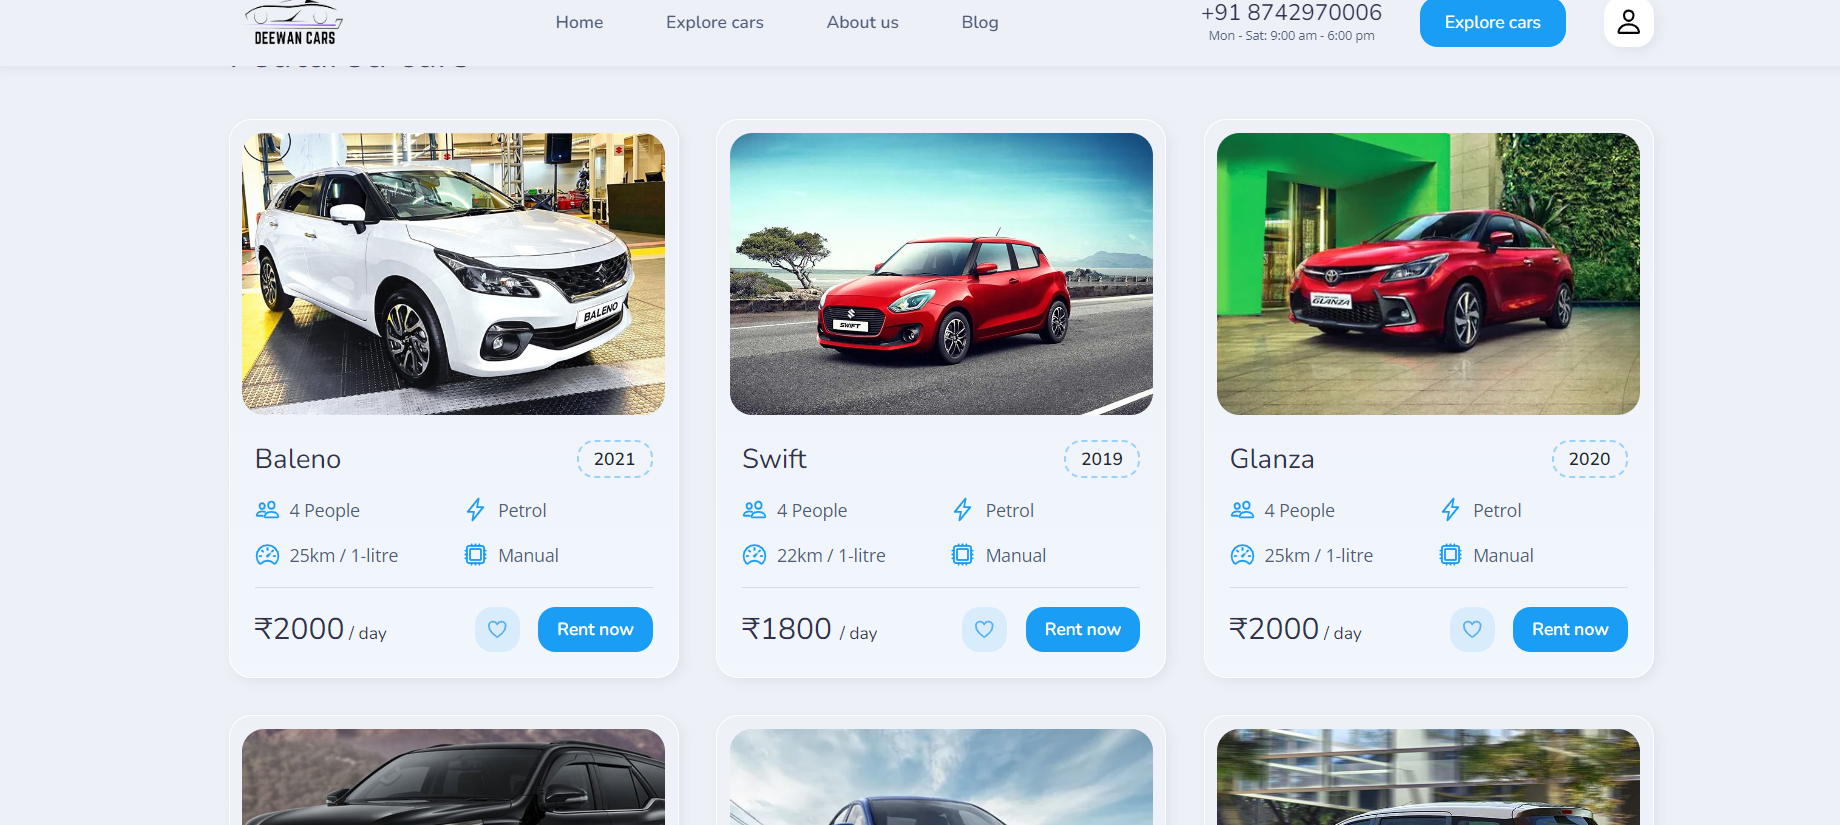 DEEWAN CARS
Home
Explore cars
About us
Blog
+91 8742970006
Mon - Sat: 9:00 am - 6:00 pm
Explore cars
BALENO
SWIFT
GLANZA
Baleno
2021
4 People
Petrol
25km / 1-litre
Manual
₹2000 / day
Rent now
Swift
2019
4 People
Petrol
22km / 1-litre
Manual
₹1800 / day
Rent now
Glanza
2020
4 People
Petrol
25km / 1-litre
Manual
₹2000 / day
Rent now